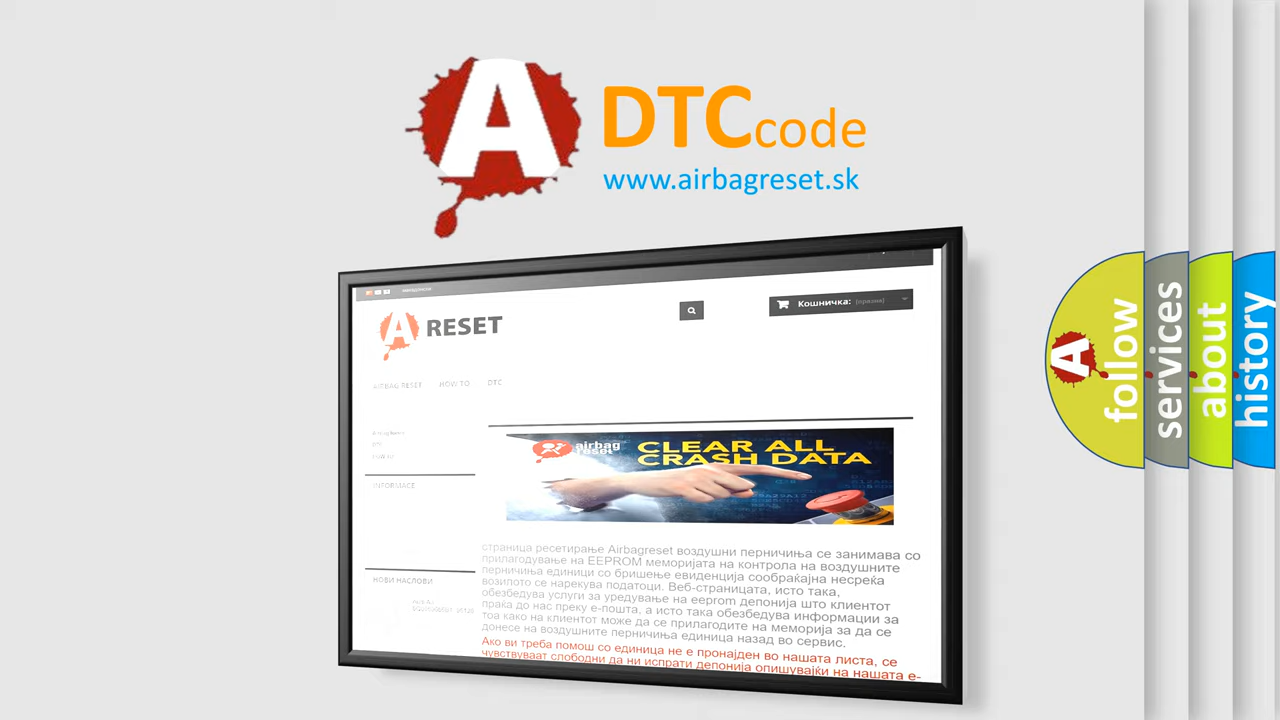 A DTCcode
www.airbagreset.sk
A RESET
Кошничка: (празни)
AIRBAG RESET HOW TO DTC
INFORMACE
airbag
reset
CLEAR ALL
CRASH DATA
НОВИ НАСЛОВИ
страница ресетирање Airbagreset воздушни перничиња се занимава со
прилагодување на EEPROM меморијата на контрола на воздушните
перничиња единици со бришење евиденција сообраќајна несреќа
возилото се нарекува податоци. Веб-страницата, исто така,
обезбедува услуги за уредување на eeprom депонија што клиентот
праќа до нас преку е-пошта, а исто така обезбедува информации за
тоа како на клиентот може да се прилагодите на меморија за да се
донесе на воздушните перничиња единица назад во сервис.
Ако ви треба помош со единица не е пронајден во нашата листа, се
чувствуваат слободни да ни испрати депонија опишувајќи на нашата е-
A follow
services
about
history